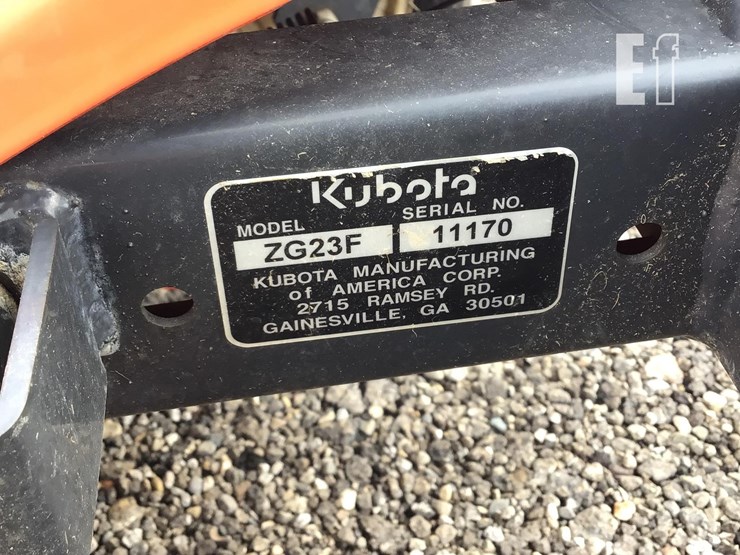 Ef
Kubota
MODEL SERIAL NO.
ZG23F 11170
KUBOTA MANUFACTURING
of AMERICA CORP.
2715 RAMSEY RD.
GAINESVILLE, GA 30501